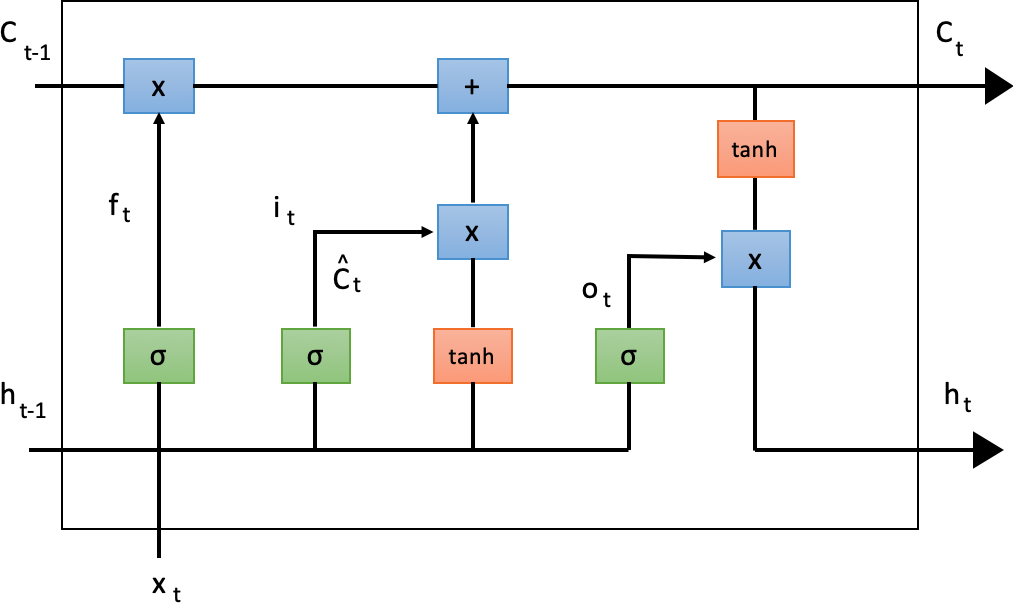 C t-1
C t
x
+
tanh
f t
i t
x
x
Ĉ t
o t
σ
σ
tanh
σ
h t-1
h t
x t